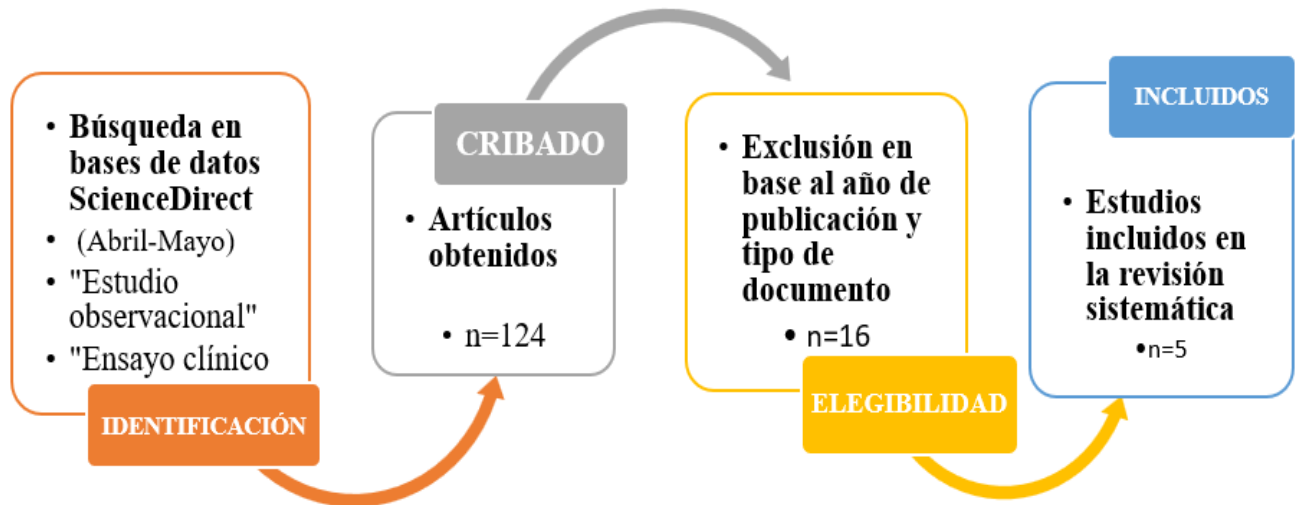 • Búsqueda en
bases de datos
ScienceDirect
• (Abril-Mayo)
• "Estudio
observacional"
• "Ensayo clínico
IDENTIFICACIÓN
CRIBADO
• Artículos
obtenidos
• n=124
• Exclusión en
base al año de
publicación y
tipo de
documento
• n=16
ELEGIBILIDAD
INCLUIDOS
• Estudios
incluidos en
la revisión
sistemática
•n=5